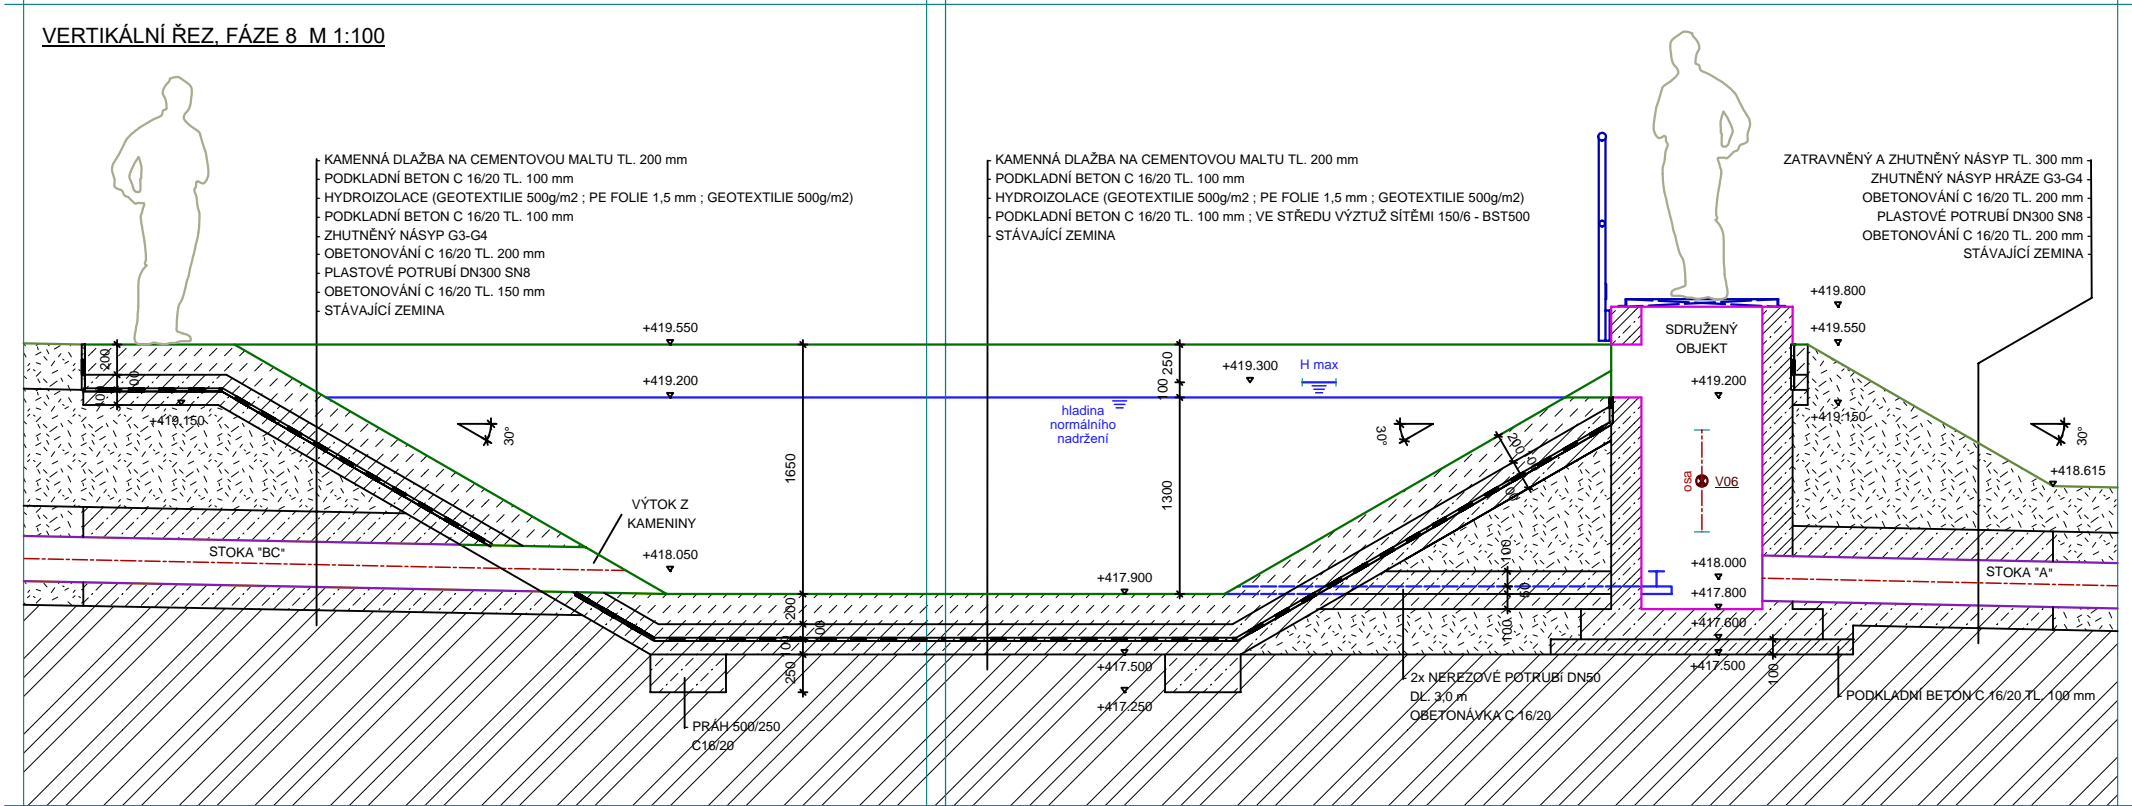 VERTIKÁLNÍ ŘEZ, FÁZE 8  M 1:100
KAMENNÁ DLAŽBA NA CEMENTOVOU MALTU TL. 200 mm
PODKLADNÍ BETON C 16/20 TL. 100 mm
HYDROIZOLACE (GEOTEXTILIE 500g/m2 ; PE FOLIE 1,5 mm ; GEOTEXTILIE 500g/m2)
PODKLADNÍ BETON C 16/20 TL. 100 mm
ZHUTNĚNÝ NÁSYP G3-G4
OBETONOVÁNÍ C 16/20 TL. 200 mm
PLASTOVÉ POTRUBÍ DN300 SN8
OBETONOVÁNÍ C 16/20 TL. 150 mm
STÁVAJÍCÍ ZEMINA
KAMENNÁ DLAŽBA NA CEMENTOVOU MALTU TL. 200 mm
PODKLADNÍ BETON C 16/20 TL. 100 mm
HYDROIZOLACE (GEOTEXTILIE 500g/m2 ; PE FOLIE 1,5 mm ; GEOTEXTILIE 500g/m2)
PODKLADNÍ BETON C 16/20 TL. 100 mm ; VE STŘEDU VÝZTUŽ SÍTĚMI 150/6 - BST500
STÁVAJÍCÍ ZEMINA
ZATRAVNĚNÝ A ZHUTNĚNÝ NÁSYP TL. 300 mm
ZHUTNĚNÝ NÁSYP HRÁZE G3-G4
OBETONOVÁNÍ C 16/20 TL. 200 mm
PLASTOVÉ POTRUBÍ DN300 SN8
OBETONOVÁNÍ C 16/20 TL. 200 mm
STÁVAJÍCÍ ZEMINA
+419.800
+419.550
+419.550
SDRUŽENÝ
OBJEKT
200
250
+419.300
H max
+419.200
100
+419.200
+419.150
hladina
normálního
nadržení
+419.150
30°
30°
30°
200
1650
1300
+418.615
osa
V06
VÝTOK Z
KAMENINY
STOKA "BC"
+418.050
100
+418.000
STOKA "A"
+417.900
50
+417.800
200
100
+417.600
100
+417.500
+417.500
100
250
+417.250
2x NEREZOVÉ POTRUBÍ DN50
DL. 3,0 m
OBETONÁVKA C 16/20
PODKLADNÍ BETON C 16/20 TL. 100 mm
PRÁH 500/250
C16/20